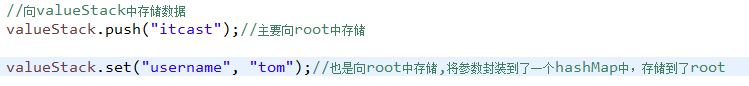 //向valueStack中存储数据
valueStack.push("itcast");//主要向root中存储
valueStack.set("username", "tom");//也是向root中存储,将参数封装到了一个hashMap中，存储到了root